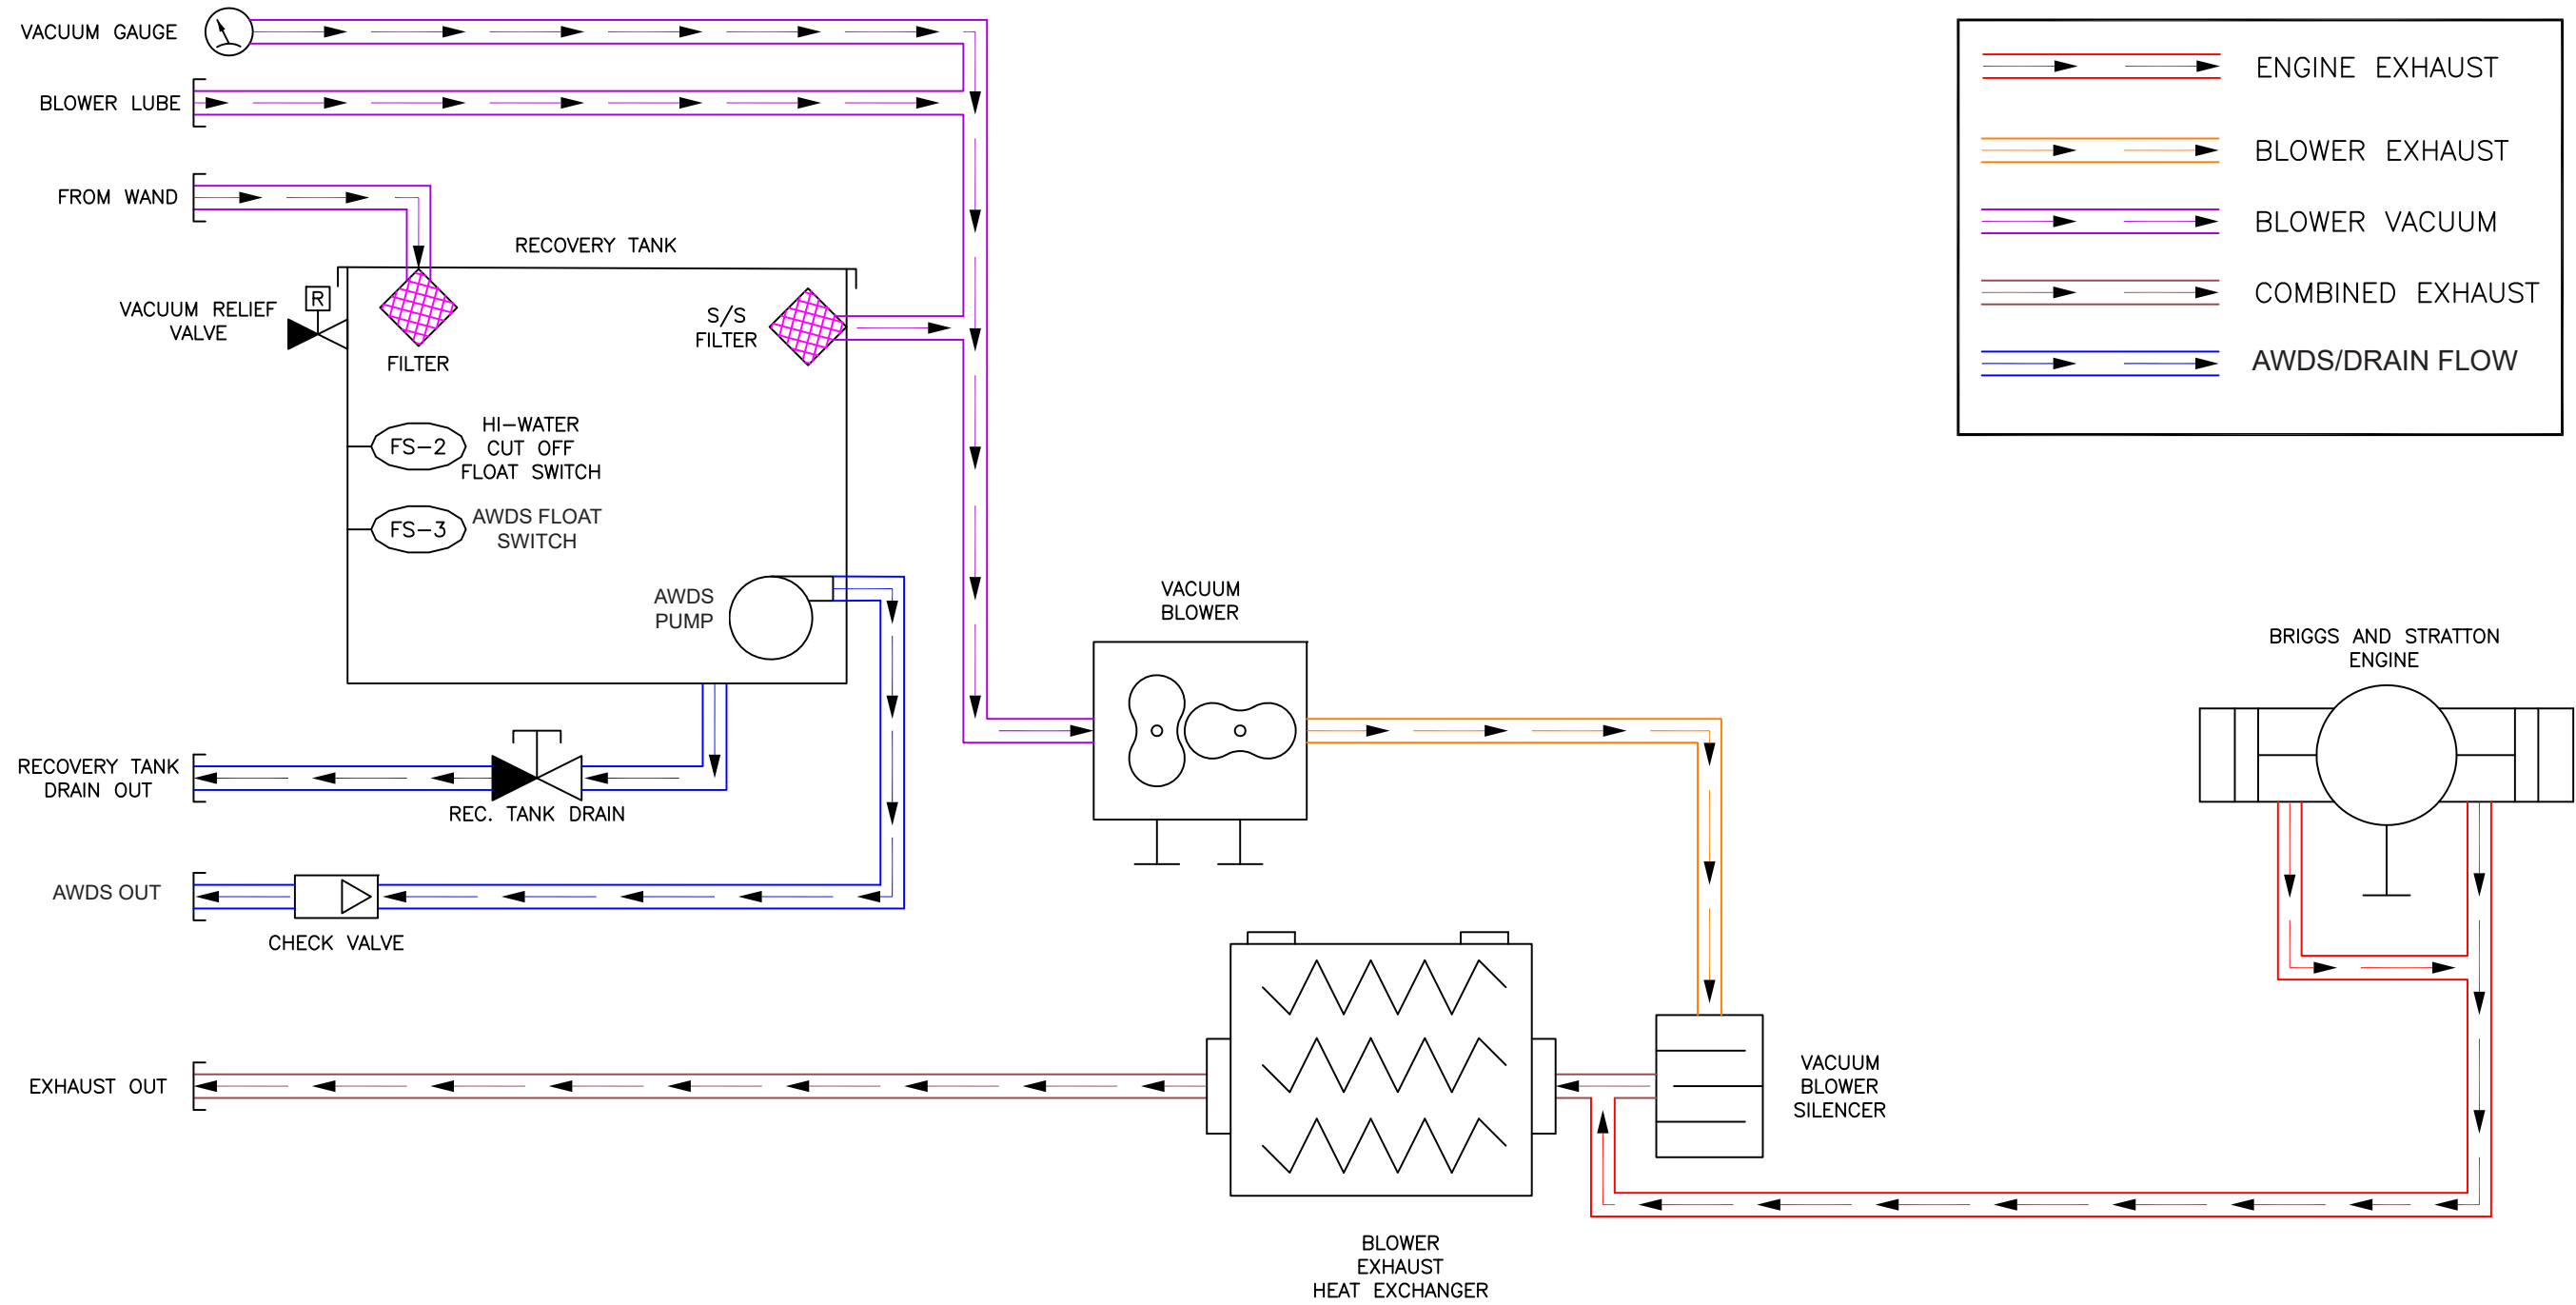 VACUUM GAUGE
BLOWER LUBE
FROM WAND
RECOVERY TANK
VACUUM RELIEF
VALVE
R
FILTER
S/S
FILTER
FS-2
HI-WATER
CUT OFF
FLOAT SWITCH
FS-3
AWDS FLOAT
SWITCH
AWDS
PUMP
RECOVERY TANK
DRAIN OUT
REC. TANK DRAIN
AWDS OUT
CHECK VALVE
EXHAUST OUT
VACUUM
BLOWER
BLOWER
EXHAUST
HEAT EXCHANGER
VACUUM
BLOWER
SILENCER
BRIGGS AND STRATTON
ENGINE
ENGINE EXHAUST
BLOWER EXHAUST
BLOWER VACUUM
COMBINED EXHAUST
AWDS/DRAIN FLOW